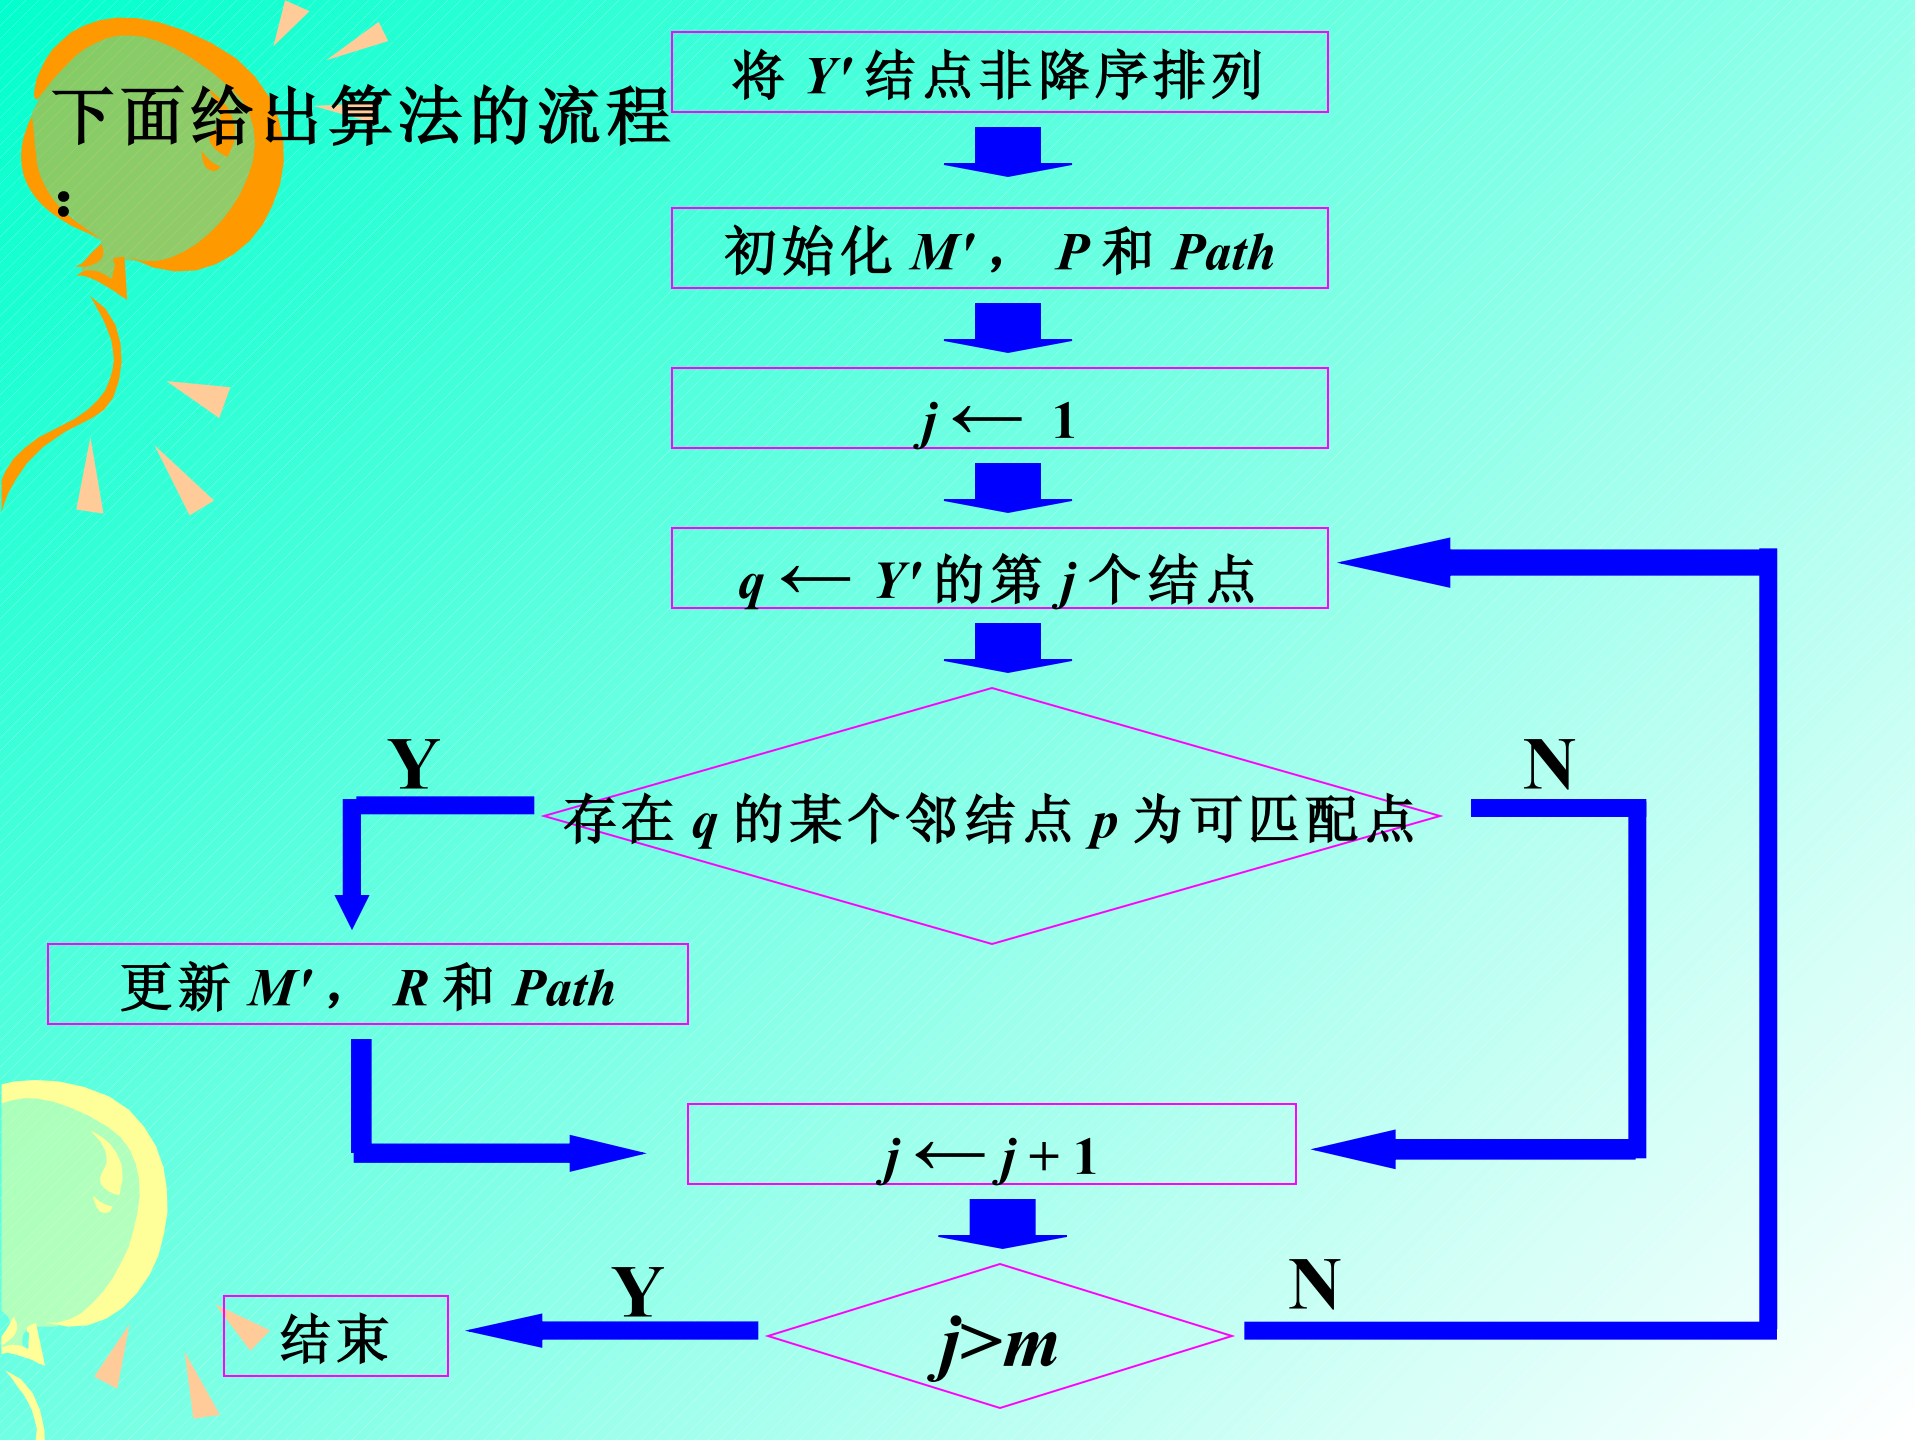 下面给出算法的流程
：
将 Y′ 结点非降序排列
初始化 M′， P 和 Path
j ← 1
q ← Y′ 的第 j 个结点
Y
N
存在 q 的某个邻结点 p 为可匹配点
更新 M′， R 和 Path
j ← j + 1
Y
N
结束
j>m